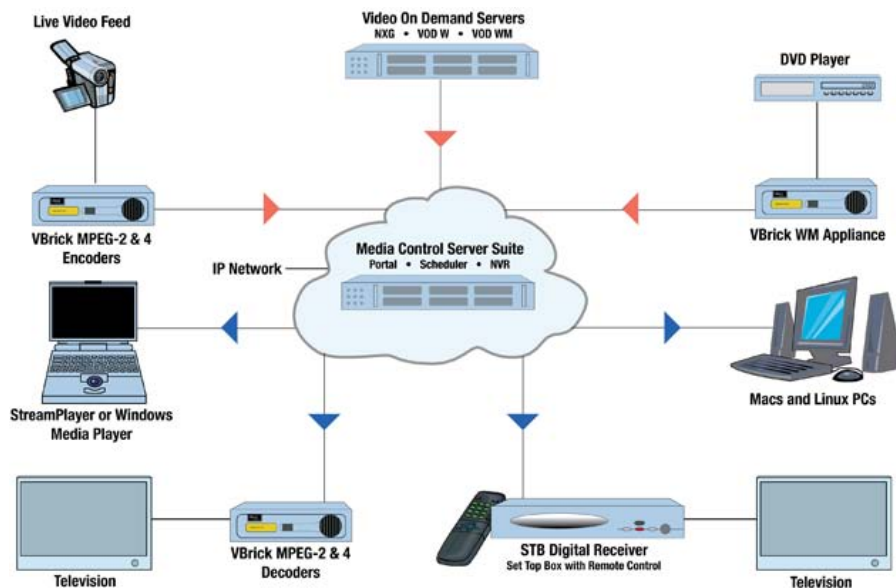 Live Video Feed
Video On Demand Servers
NXG • VOD W • VOD WM
DVD Player
VBrick MPEG-2 & 4
Encoders
VBrick WM Appliance
Media Control Server Suite
Portal • Scheduler • NVR
IP Network
StreamPlayer or Windows
Media Player
Macs and Linux PCs
VBrick MPEG-2 & 4
Decoders
STB Digital Receiver
Set Top Box with Remote Control
Television
Television